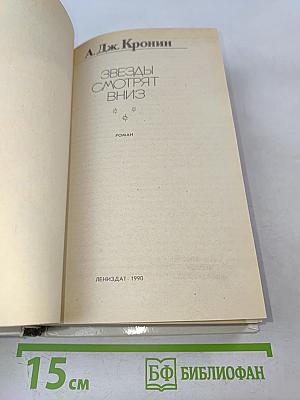 А. Дж. Кронин
ЗВЕЗДЫ
СМОТРЯТ
ВНИЗ
РОМАН
ЛЕНИЗДАТ · 1990
15 см
БФ БИБЛИОФАН